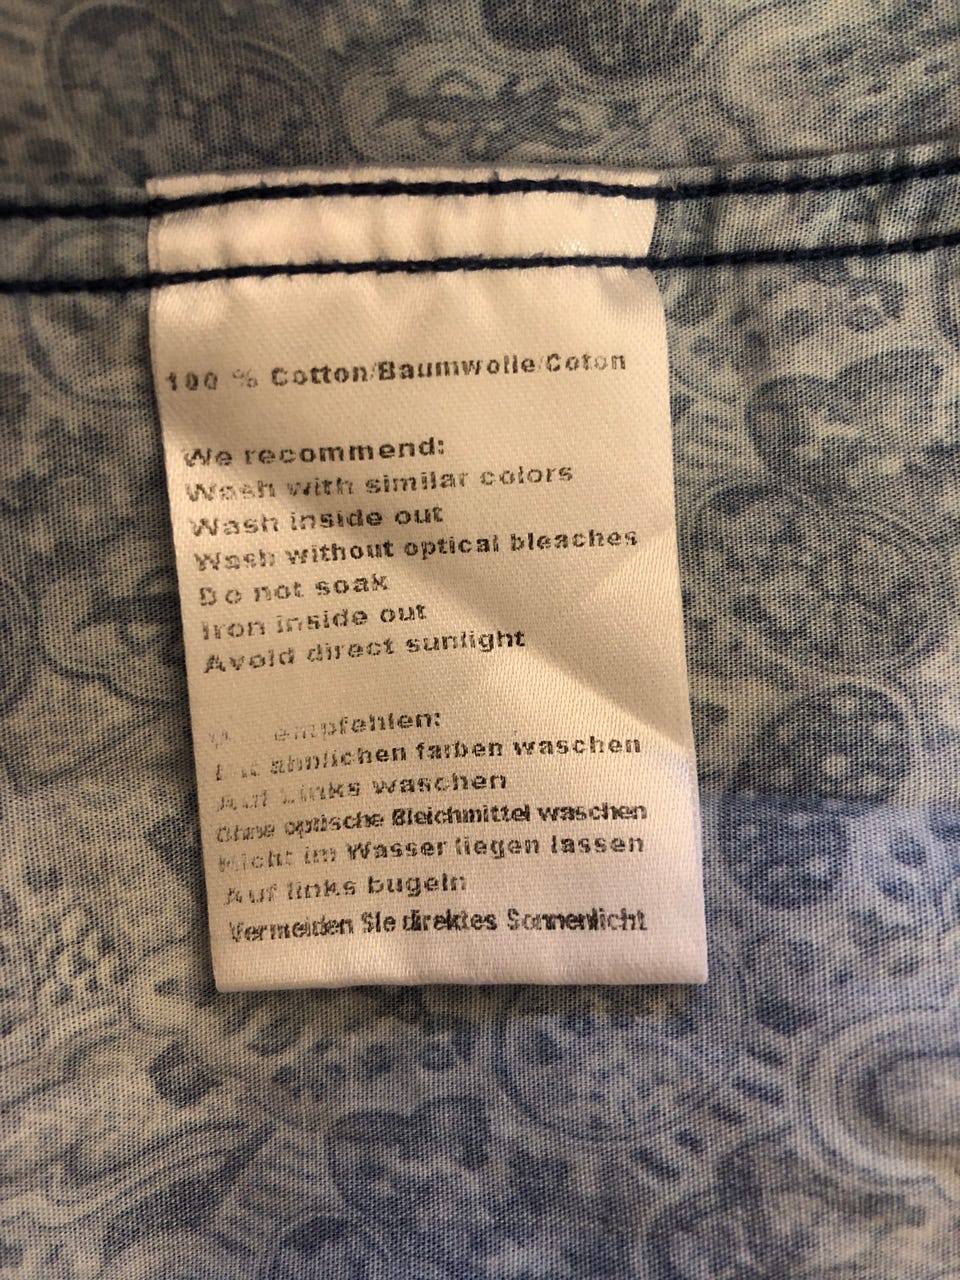 100 % Cotton/Baumwolle/Coton
We recommend:
Wash with similar colors
Wash inside out
Wash without optical bleaches
Do not soak
Iron inside out
Avoid direct sunlight
empfehlen:
ähnlichen farben waschen
Auf Links waschen
Ohne optische Bleichmittel waschen
Nicht im Wasser liegen lassen
Auf links bugeln
Vermeiden Sie direktes Sonnenlicht